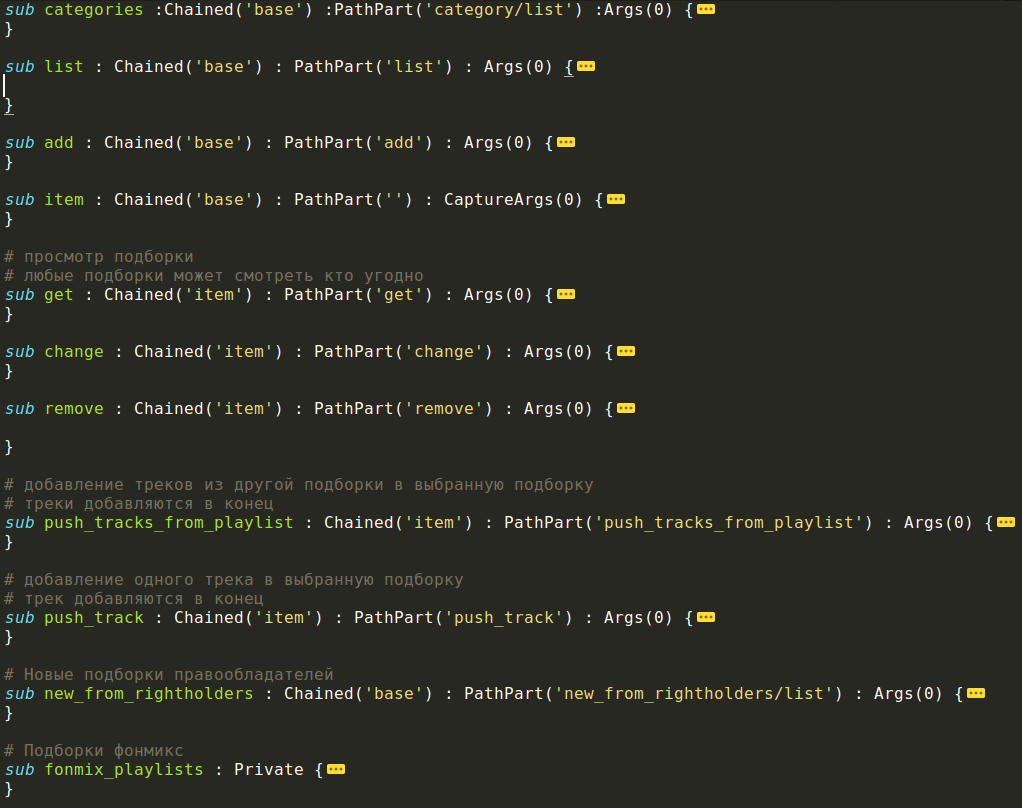 sub categories :Chained('base') :PathPart('category/list') :Args(0) {
}
sub list : Chained('base') : PathPart('list') : Args(0) {
}
sub add : Chained('base') : PathPart('add') : Args(0) {
}
sub item : Chained('base') : PathPart('') : CaptureArgs(0) {
}
# просмотр подборки
# любые подборки может смотреть кто угодно
sub get : Chained('item') : PathPart('get') : Args(0) {
}
sub change : Chained('item') : PathPart('change') : Args(0) {
}
sub remove : Chained('item') : PathPart('remove') : Args(0) {
}
# добавление треков из другой подборки в выбранную подборку
# треки добавляются в конец
sub push_tracks_from_playlist : Chained('item') : PathPart('push_tracks_from_playlist') : Args(0) {
}
# добавление одного трека в выбранную подборку
# трек добавляются в конец
sub push_track : Chained('item') : PathPart('push_track') : Args(0) {
}
# Новые подборки правообладателей
sub new_from_rightholders : Chained('base') : PathPart('new_from_rightholders/list') : Args(0) {
}
# Подборки фонмикс
sub fonmix_playlists : Private {
}